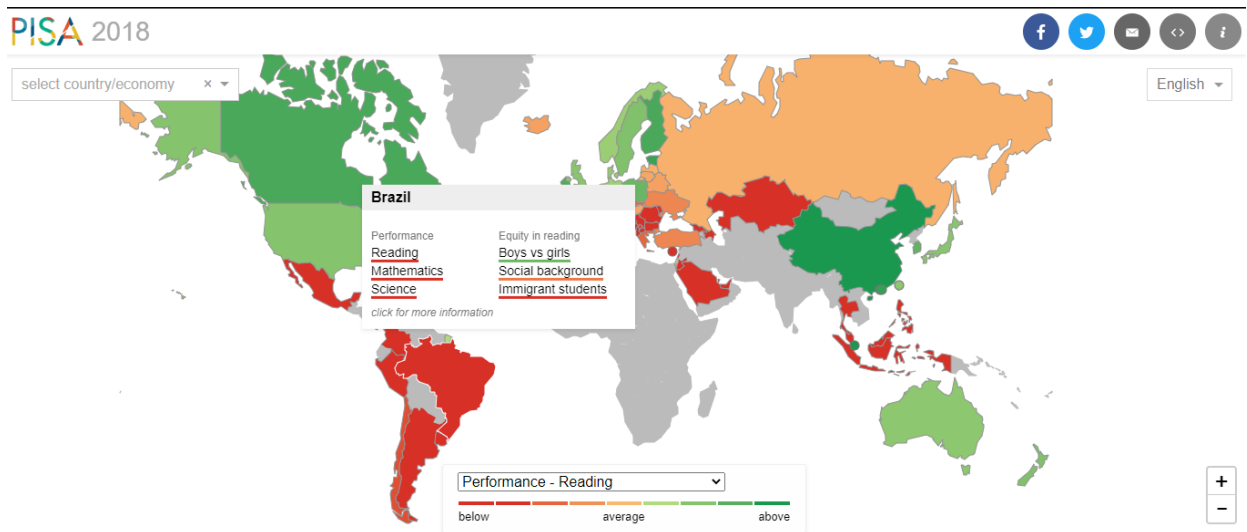 PISA 2018
select country/economy × 
English
Brazil
Performance Equity in reading
Reading Boys vs girls
Mathematics Social background
Science Immigrant students
click for more information
Performance - Reading
below average above
+
−